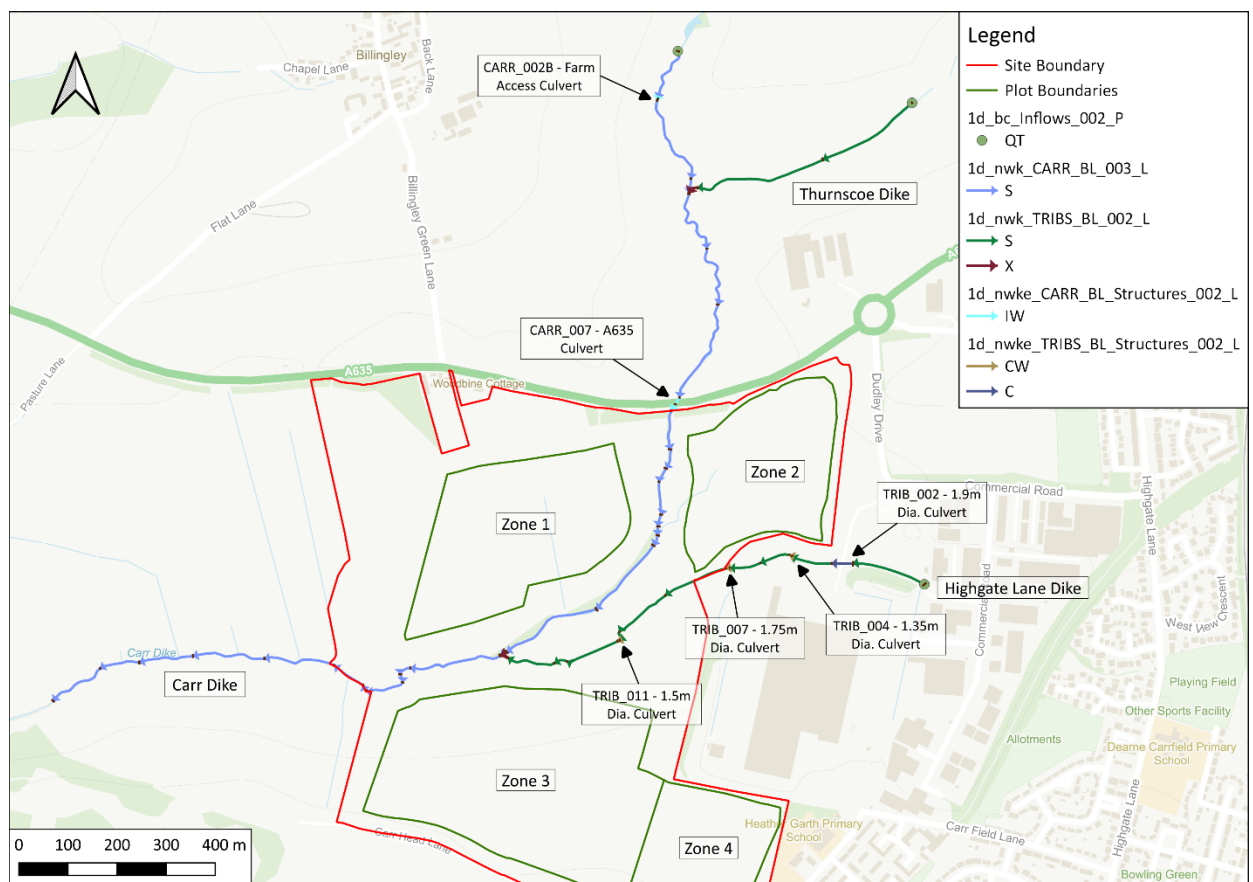 Billingley
Chapel Lane
Back Lane
CARR_002B - Farm
Access Culvert
Flat Lane
Billingley Green Lane
Thurnscoe Dike
Legend
Site Boundary
Plot Boundaries
1d_bc_Inflows_002_P
QT
1d_nwk_CARR_BL_003_L
S
1d_nwk_TRIBS_BL_002_L
S
X
1d_nwke_CARR_BL_Structures_002_L
IW
1d_nwke_TRIBS_BL_Structures_002_L
CW
C
CARR_007 - A635
Culvert
Pasture Lane
A635
Woodbine Cottage
Dudley Drive
Zone 1
Zone 2
Commercial Road
Highgate Lane
TRIB_002 - 1.9m
Dia. Culvert
Highgate Lane Dike
Commercial Road
West View Crescent
TRIB_007 - 1.75m
Dia. Culvert
TRIB_004 - 1.35m
Dia. Culvert
Carr Dike
Carr Dike
TRIB_011 - 1.5m
Dia. Culvert
Playing Field
Other Sports Facility
Dearne Carrfield Primary
School
Allotments
Zone 3
Highgate Lane
Carr Head Lane
Heather Garth Primary
School
Carr Field Lane
Zone 4
Bowling Green
0 100 200 300 400 m